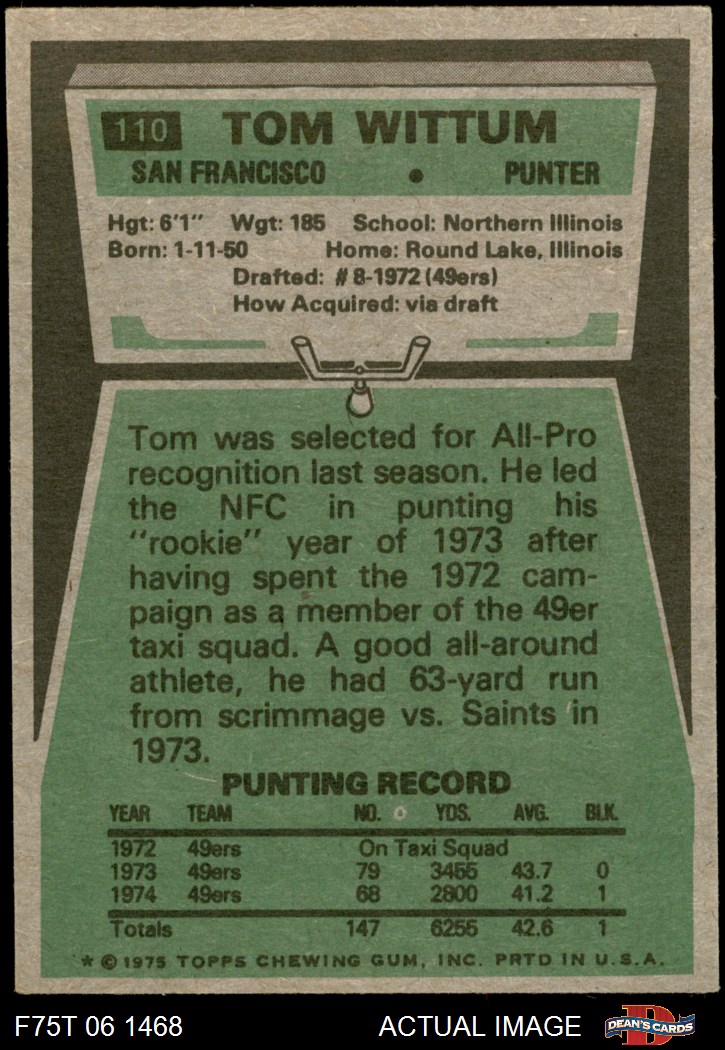 110 TOM WITTUM
SAN FRANCISCO • PUNTER
Hgt: 6'1" Wgt: 185 School: Northern Illinois
Born: 1-11-50 Home: Round Lake, Illinois
Drafted: #8-1972 (49ers)
How Acquired: via draft
Tom was selected for All-Pro
recognition last season. He led
the NFC in punting his
"rookie" year of 1973 after
having spent the 1972 cam-
paign as a member of the 49er
taxi squad. A good all-around
athlete, he had 63-yard run
from scrimmage vs. Saints in
1973.
PUNTING RECORD
YEAR TEAM NO. YDS. AVG. BLK.
1972 49ers On Taxi Squad
1973 49ers 79 3455 43.7 0
1974 49ers 68 2800 41.2 1
Totals 147 6255 42.6 1
* © 1975 TOPPS CHEWING GUM, INC. PRTD IN U.S.A.
F75T 06 1468 ACTUAL IMAGE DEAN'S CARDS